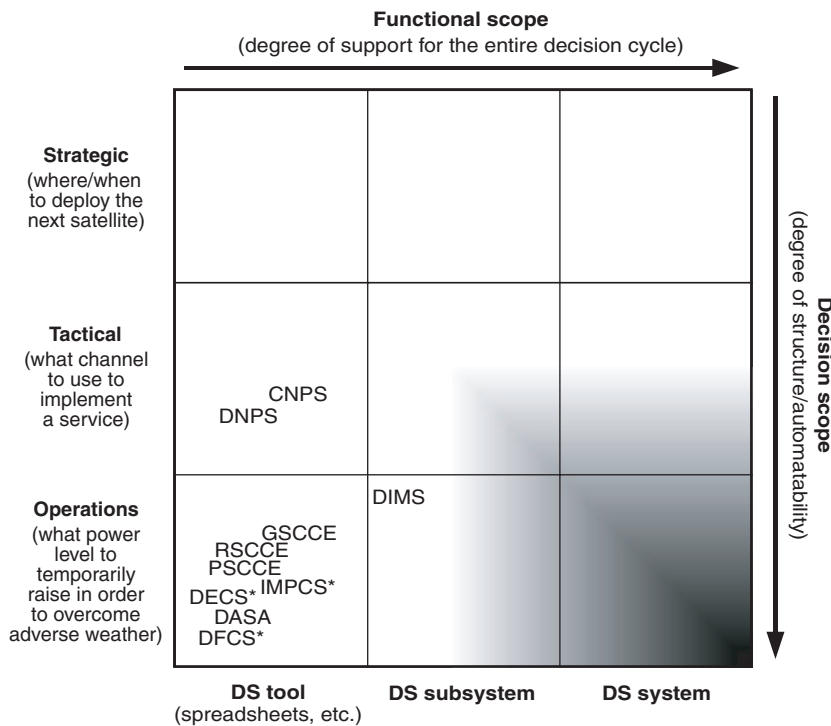 Functional scope
(degree of support for the entire decision cycle)
Strategic
(where/when
to deploy the
next satellite)
Tactical
(what channel
to use to
implement
a service)
CNPS
DNPS
Operations
(what power
level to
temporarily
raise in order
to overcome
adverse weather)
DIMS
GSCCE
RSCCE
PSCCE
IMPCS*
DECS*
DASA
DFCS*
Decision scope
(degree of structure/automatability)
DS tool
(spreadsheets, etc.)
DS subsystem
DS system